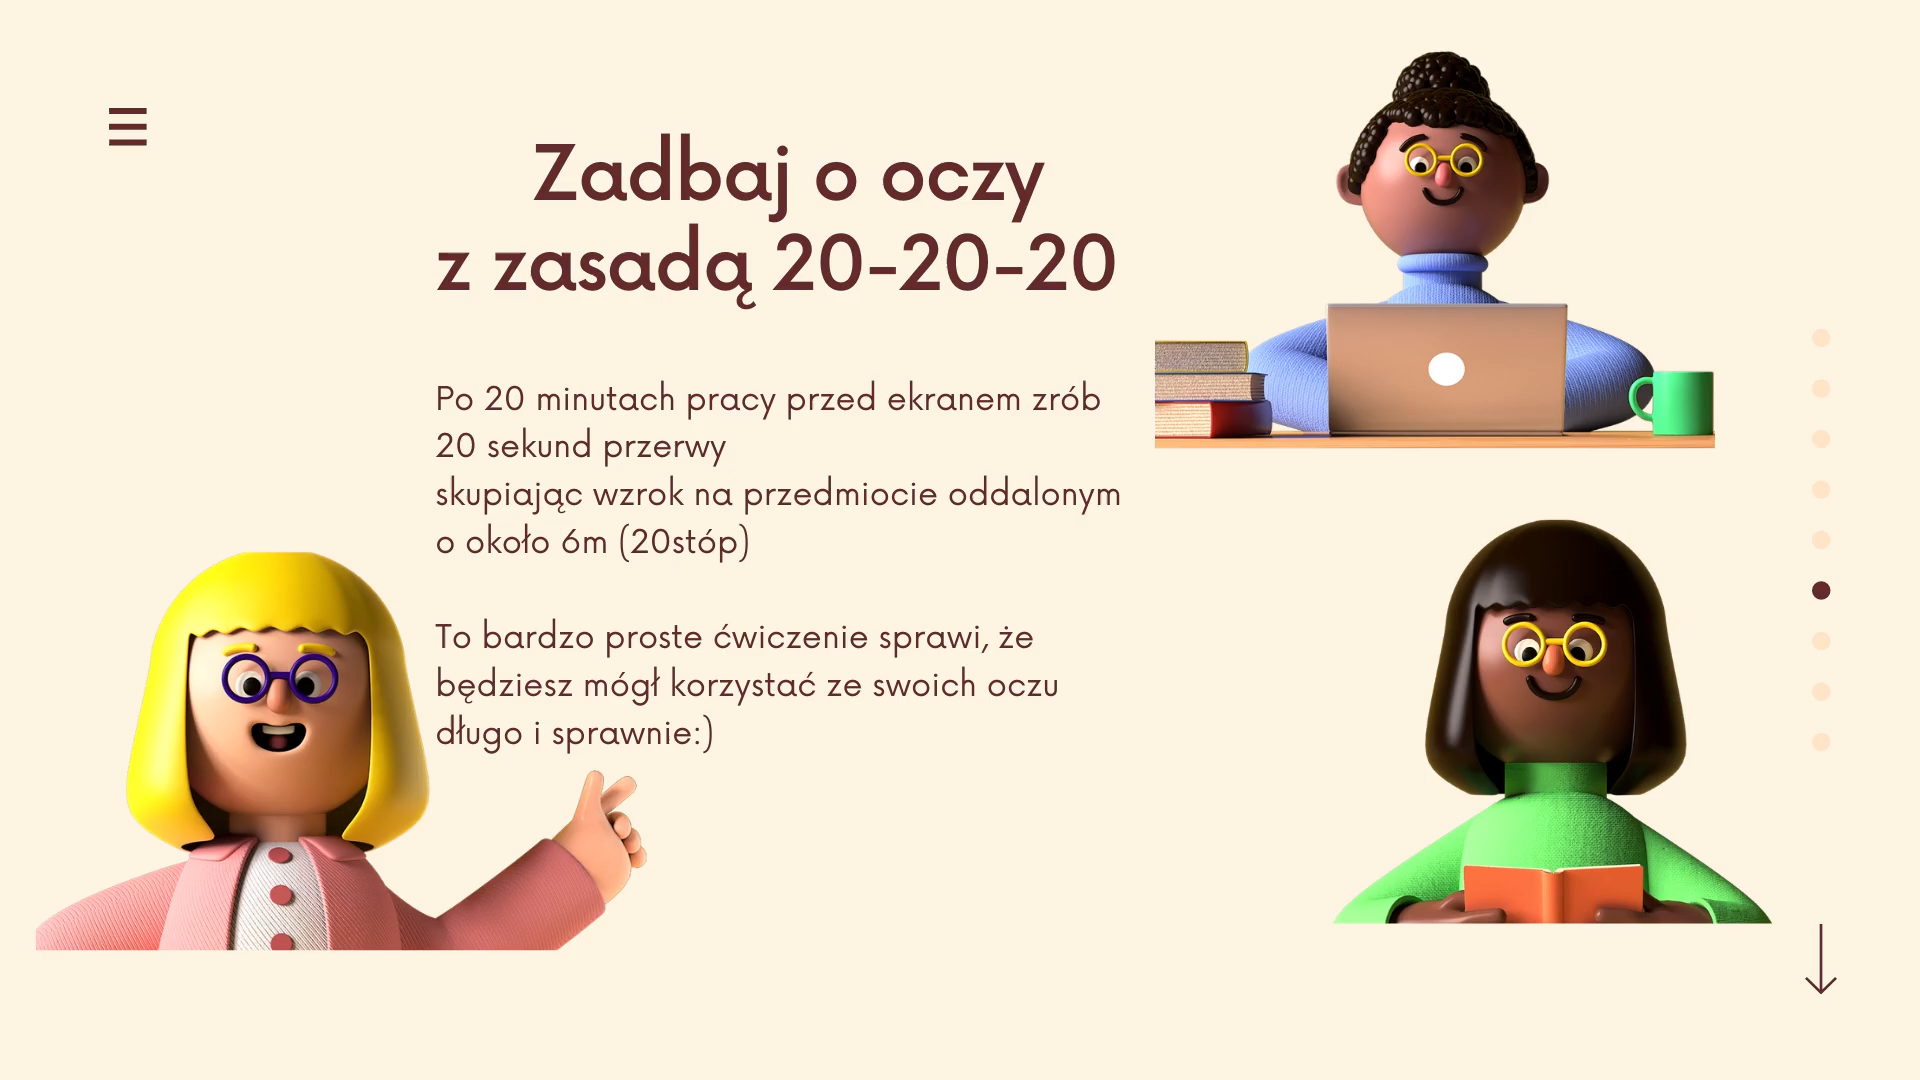 Zadbaj o oczy
z zasadą 20-20-20
Po 20 minutach pracy przed ekranem zrób
20 sekund przerwy
skupiając wzrok na przedmiocie oddalonym
o około 6m (20stóp)
To bardzo proste ćwiczenie sprawi, że
będziesz mógł korzystać ze swoich oczu
długo i sprawnie:)